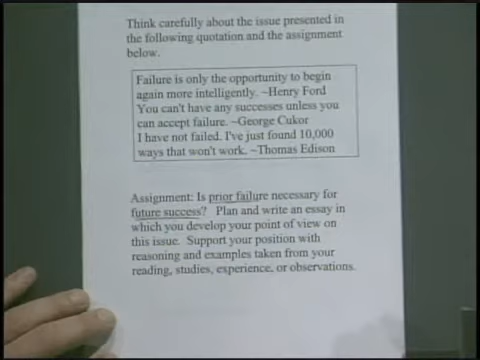 Think carefully about the issue presented in
the following quotation and the assignment
below.
Failure is only the opportunity to begin
again more intelligently. ~Henry Ford
You can't have any successes unless you
can accept failure. ~George Cukor
I have not failed. I've just found 10,000
ways that won't work. ~Thomas Edison
Assignment: Is prior failure necessary for
future success? Plan and write an essay in
which you develop your point of view on
this issue. Support your position with
reasoning and examples taken from your
reading, studies, experience, or observations.